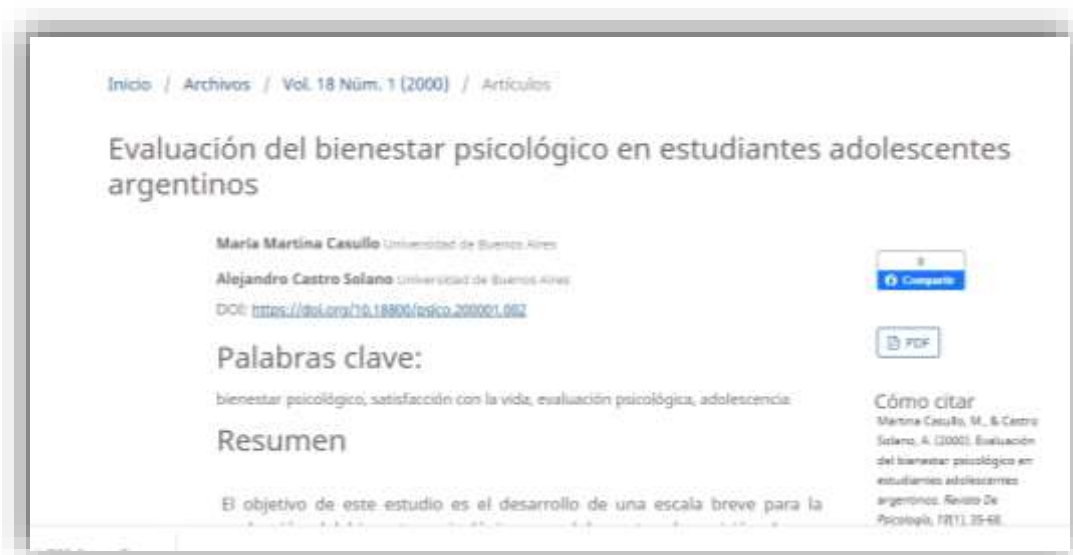 Inicio / Archivos / Vol. 18 Núm. 1 (2000) / Artículos
Evaluación del bienestar psicológico en estudiantes adolescentes
argentinos
María Martina Casullo Universidad de Buenos Aires
Alejandro Castro Solano Universidad de Buenos Aires
DOI: https://doi.org/10.18800/psico.200001.002
Palabras clave:
bienestar psicológico, satisfacción con la vida, evaluación psicológica, adolescencia
Resumen
El objetivo de este estudio es el desarrollo de una escala breve para la
Compartir
PDF
Cómo citar
Martina Casullo, M., & Castro
Solano, A. (2000). Evaluación
del bienestar psicológico en
estudiantes adolescentes
argentinos. Revista De
Psicología, 18(1), 35-68.